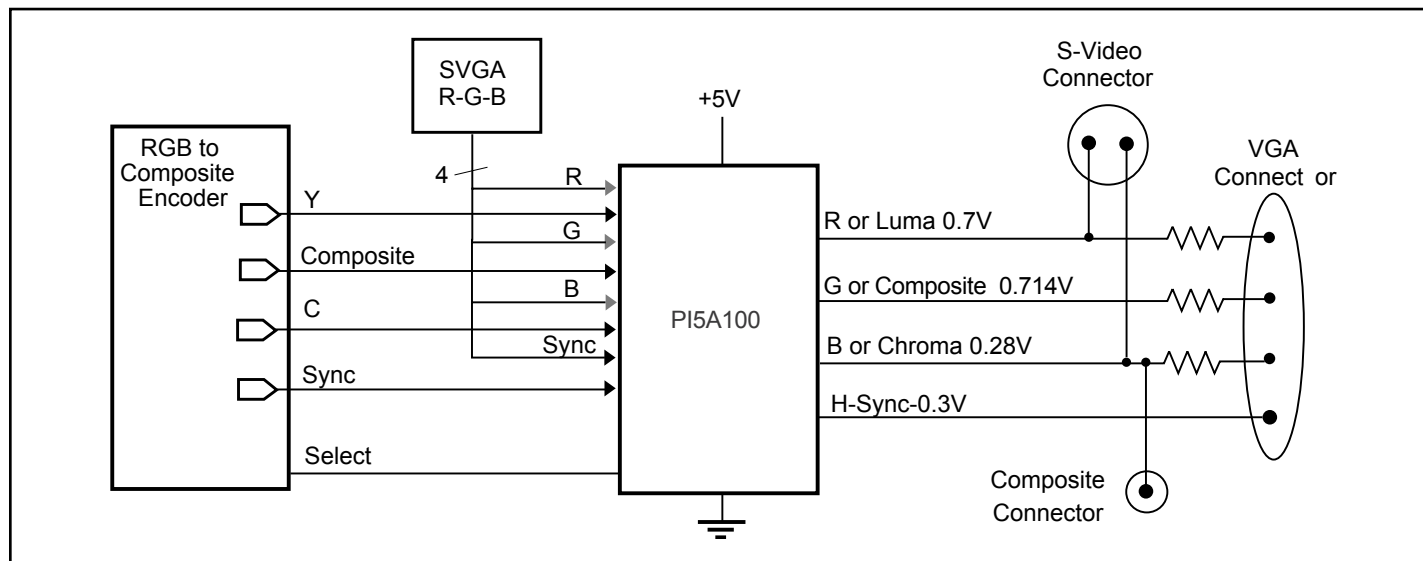 SVGA
R-G-B
S-Video
Connector
+5V
RGB to
Composite
Encoder
VGA
Connect or
4
R
Y
G
R or Luma 0.7V
Composite
B
G or Composite 0.714V
C
PI5A100
Sync
B or Chroma 0.28V
Sync
H-Sync-0.3V
Select
Composite
Connector